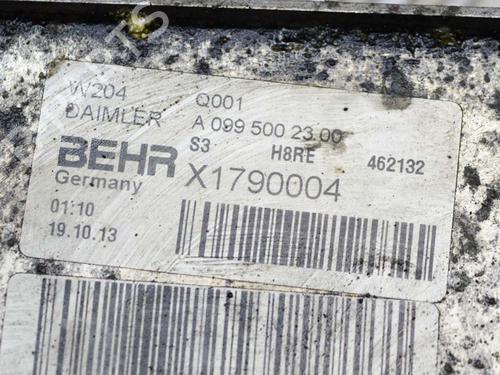 W204 Q001
DAIMLER A 099 500 23.00
BEHR S3 H8RE 462132
Germany X1790004
01:10
19.10.13